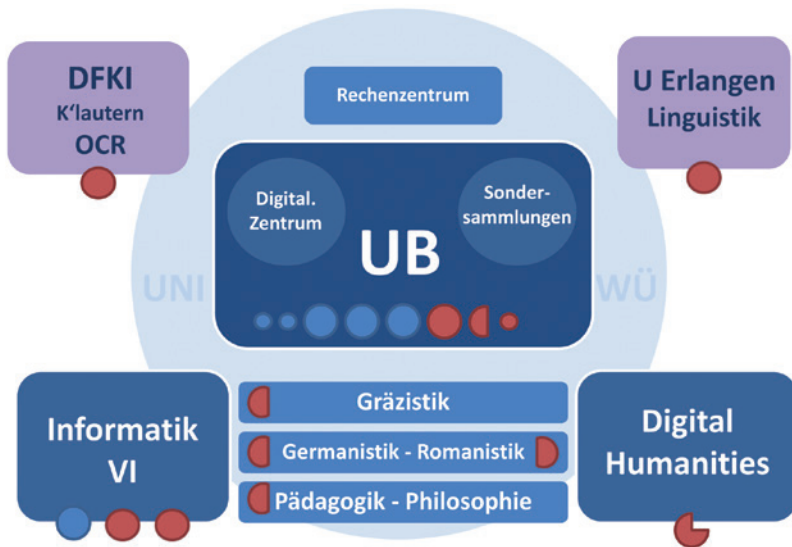 DFKI
K'lautern
OCR
Rechenzentrum
U Erlangen
Linguistik
Digital.
Zentrum
Sonder-
sammlungen
UB
UNI
WÜ
Informatik
VI
Gräzistik
Germanistik - Romanistik
Pädagogik - Philosophie
Digital
Humanities